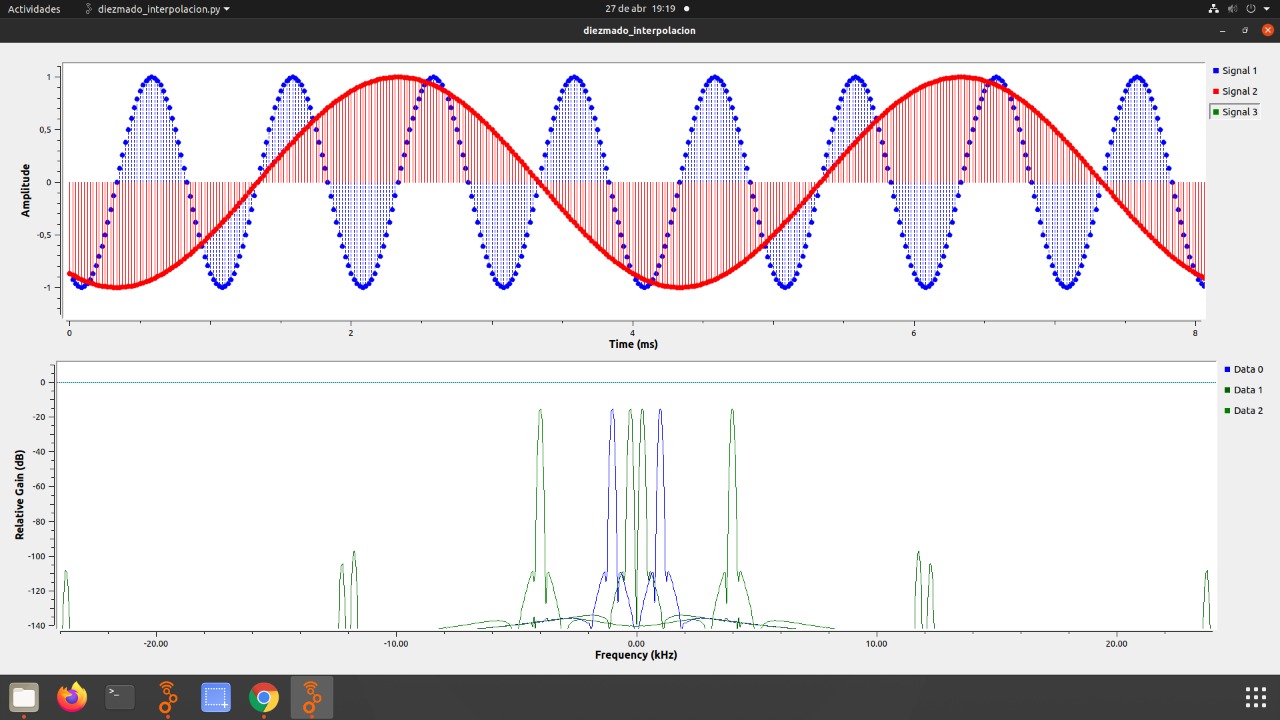 Actividades diezmado_interpolacion.py 27 de abr 19:19
diezmado_interpolacion
Amplitude
1
0,5
0
-0,5
-1
0 2 4 6 8
Time (ms)
Signal 1
Signal 2
Signal 3
Relative Gain (dB)
0
-20
-40
-60
-80
-100
-120
-140
-20.00 -10.00 0.00 10.00 20.00
Frequency (kHz)
Data 0
Data 1
Data 2
>_